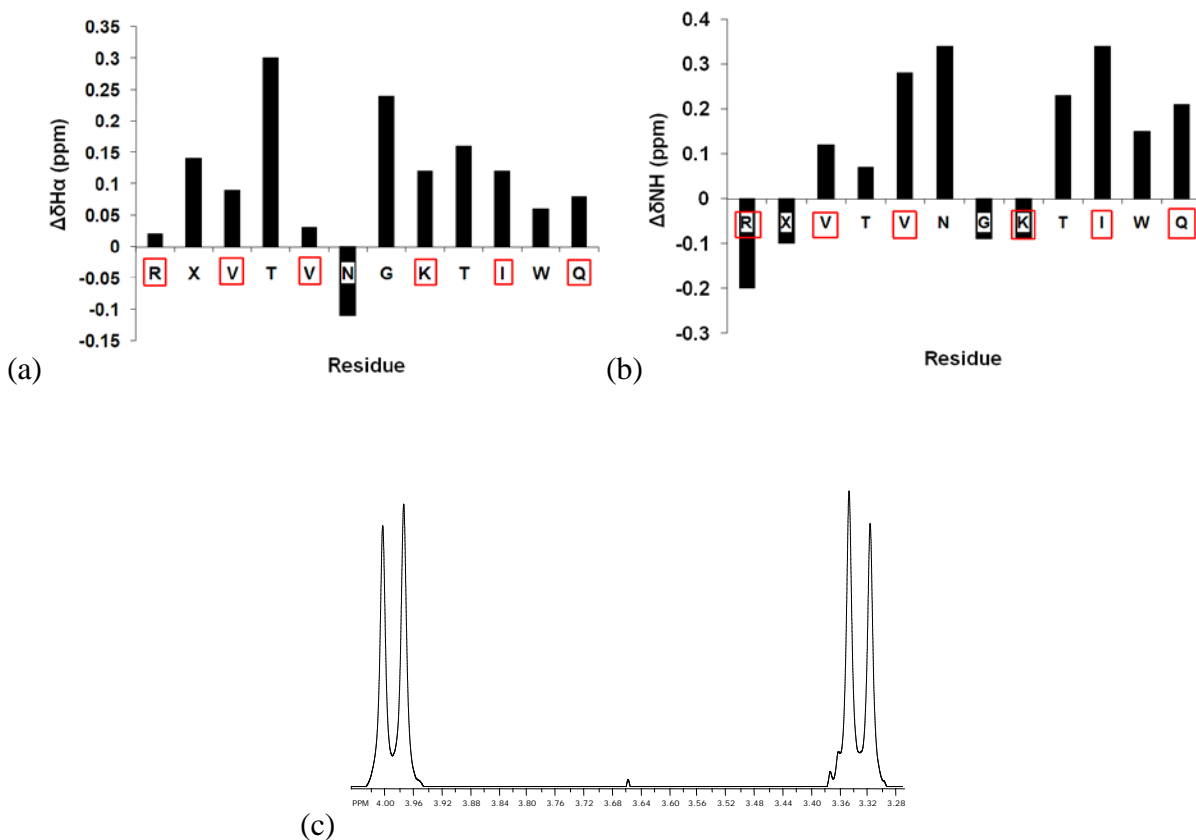 0.35
0.3
0.25
0.2
0.15
0.1
0.05
0
-0.05
-0.1
-0.15
ΔδHα (ppm)
R X V T V N G K T I W Q
Residue
(a)
0.4
0.3
0.2
0.1
0
-0.1
-0.2
-0.3
ΔδNH (ppm)
R X V T V N G K T I W Q
Residue
(b)
PPM 4.00 3.96 3.92 3.88 3.84 3.80 3.76 3.72 3.68 3.64 3.60 3.56 3.52 3.48 3.44 3.40 3.36 3.32 3.28
(c)